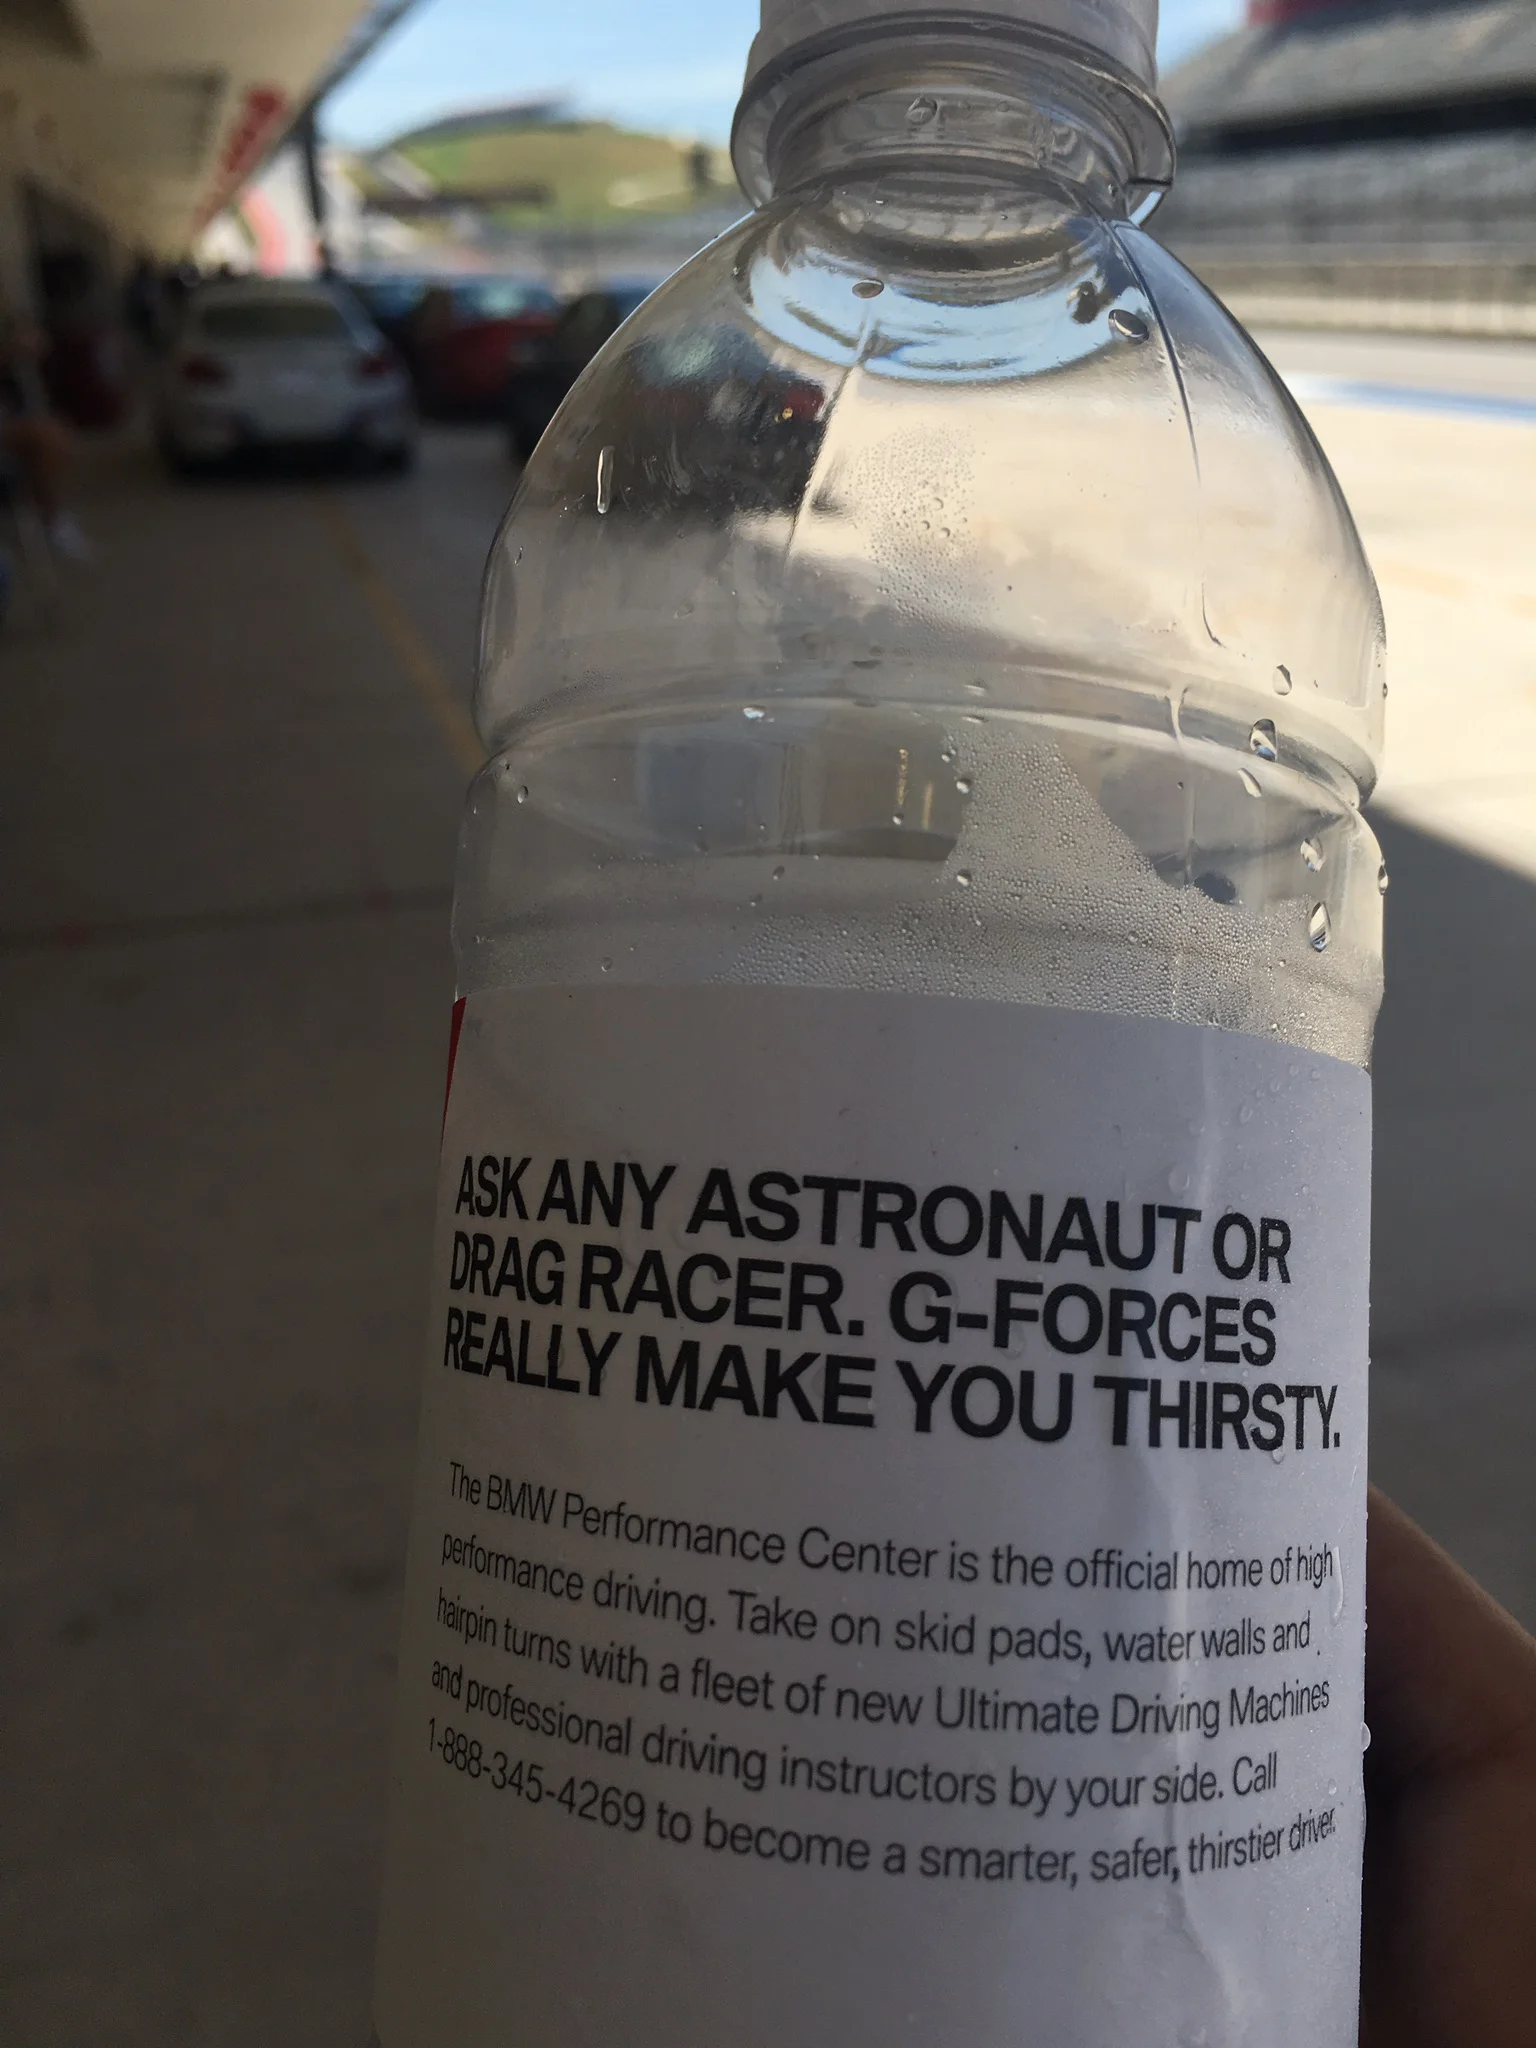 ASK ANY ASTRONAUT OR
DRAG RACER. G-FORCES
REALLY MAKE YOU THIRSTY.
The BMW Performance Center is the official home of high
performance driving. Take on skid pads, water walls and
hairpin turns with a fleet of new Ultimate Driving Machines
and professional driving instructors by your side. Call
1-888-345-4269 to become a smarter, safer, thirstier driver.